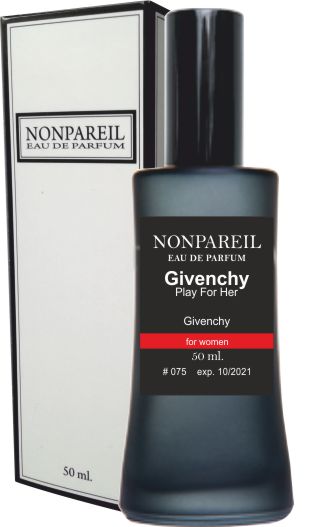 NONPAREIL
EAU DE PARFUM
50 ml.
NONPAREIL
EAU DE PARFUM
Givenchy
Play For Her
Givenchy
for women
50 ml.
# 075 exp. 10/2021